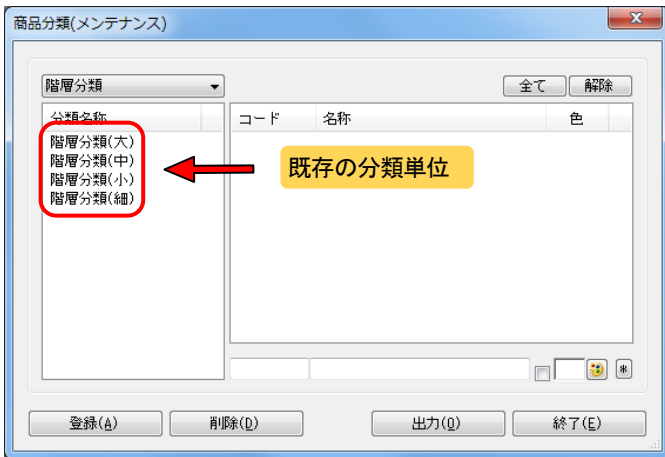 商品分類(メンテナンス)
階層分類
全て 解除
分類名称 コード 名称 色
階層分類(大)
階層分類(中)
階層分類(小)
階層分類(細)
既存の分類単位
*
登録(A) 削除(D) 出力(O) 終了(E)